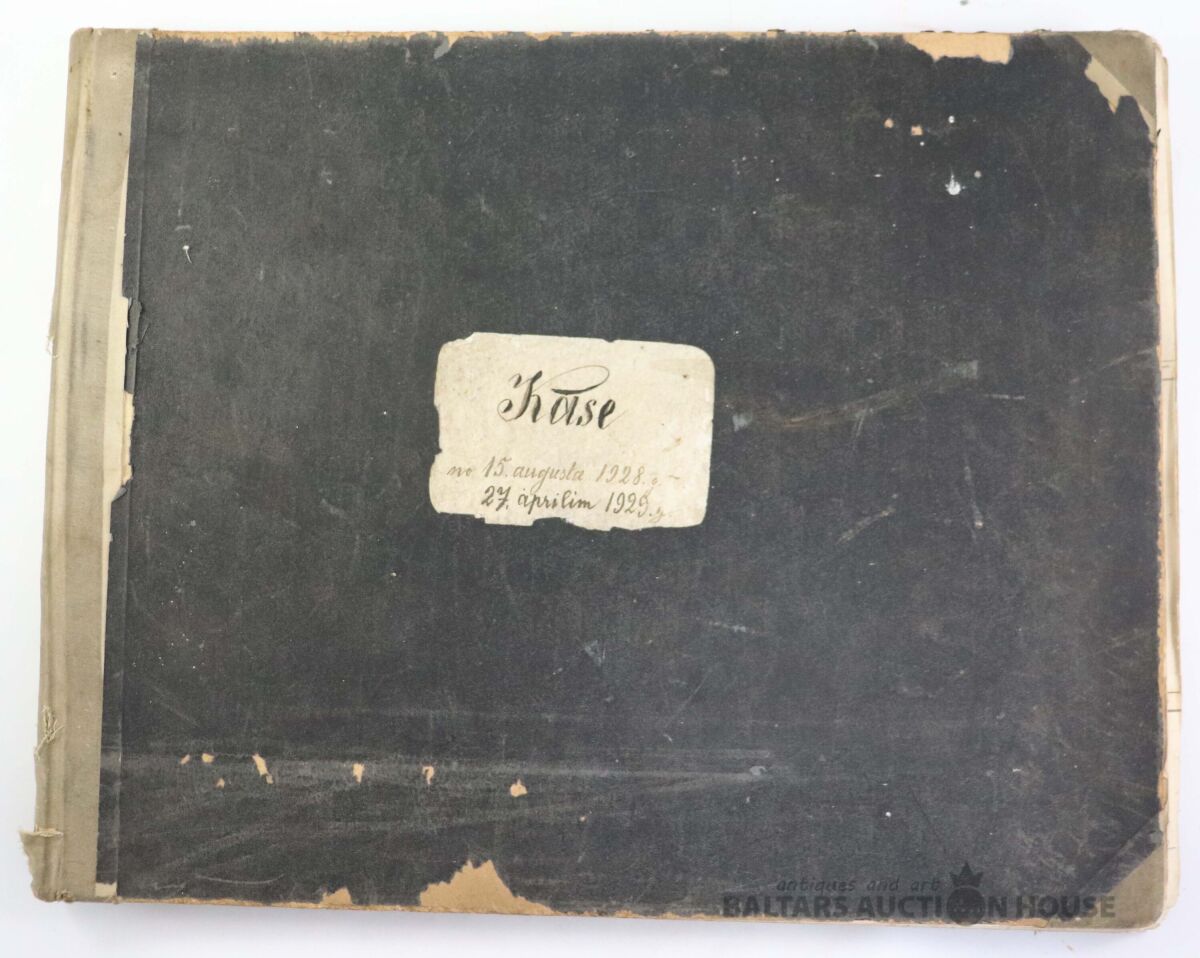 Kase
no 15. augusta 1928. g. –
27. aprilim 1929. g.
antiques and art
BALTARS AUCTION HOUSE